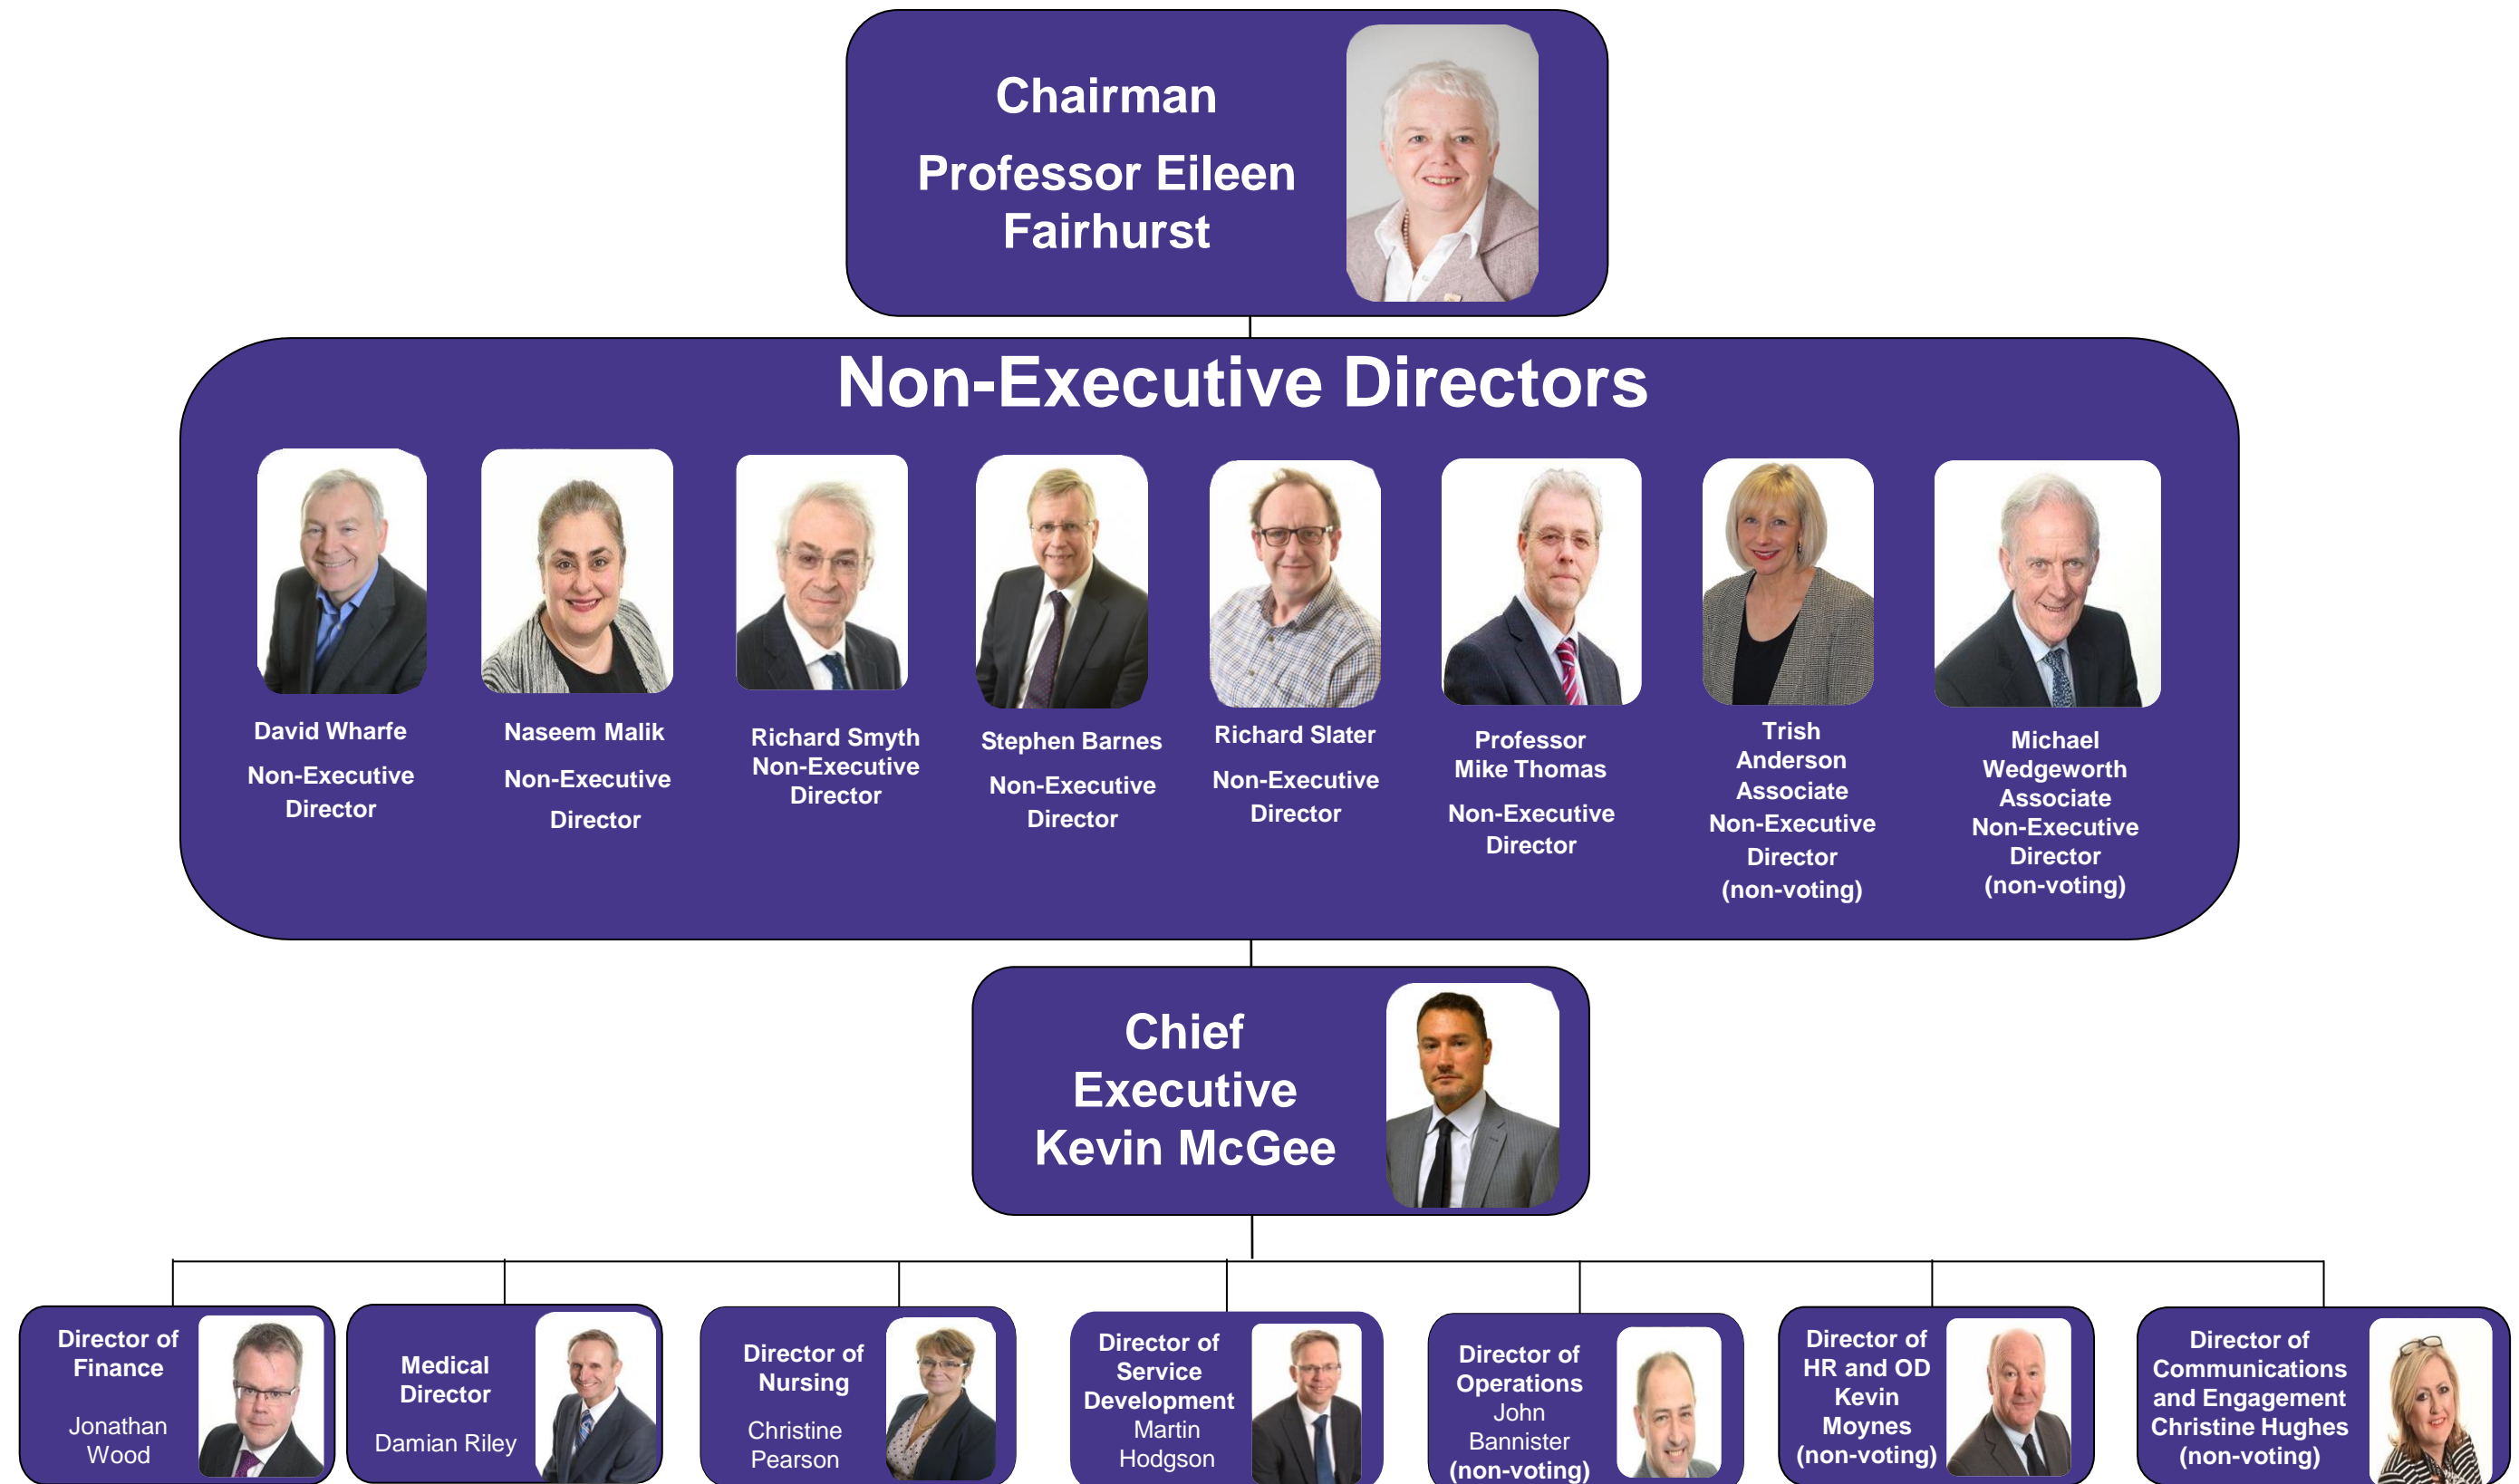 Chairman
Professor Eileen
Fairhurst
Non-Executive Directors
David Wharfe
Non-Executive
Director
Naseem Malik
Non-Executive
Director
Richard Smyth
Non-Executive
Director
Stephen Barnes
Non-Executive
Director
Richard Slater
Non-Executive
Director
Professor
Mike Thomas
Non-Executive
Director
Trish
Anderson
Associate
Non-Executive
Director
(non-voting)
Michael
Wedgeworth
Associate
Non-Executive
Director
(non-voting)
Chief
Executive
Kevin McGee
Director of
Finance
Jonathan
Wood
Medical
Director
Damian Riley
Director of
Nursing
Christine
Pearson
Director of
Service
Development
Martin
Hodgson
Director of
Operations
John
Bannister
(non-voting)
Director of
HR and OD
Kevin
Moynes
(non-voting)
Director of
Communications
and Engagement
Christine Hughes
(non-voting)